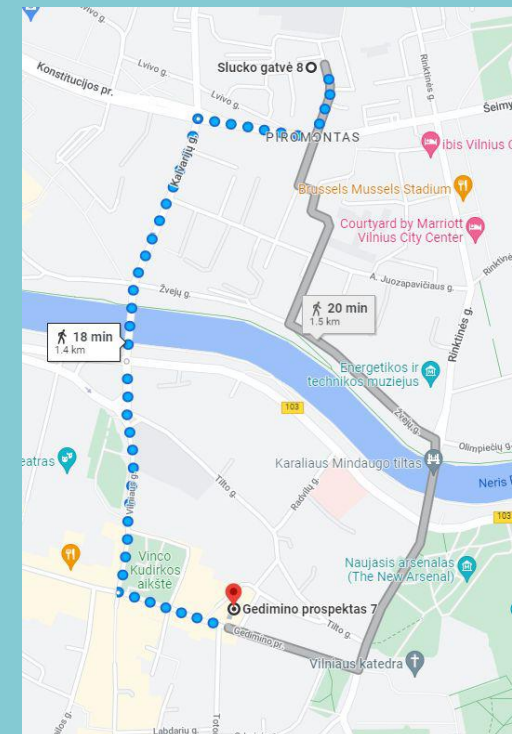 Konstitucijos pr.
Lvivo g.
Slucko gatvė 8
Rinktinės g.
Lvivo g.
Šeimy
PIROMONTAS
ibis Vilnius C
Kalvarijų g.
Brussels Mussels Stadium
Courtyard by Marriott
Vilnius City Center
Rinktinės
A. Juozapavičiaus g.
Žvejų g.
20 min
1.5 km
Rinktinės g.
18 min
1.4 km
Energetikos ir
technikos muziejus
103
Žvejų g.
Olimpiečių g.
eatras
Tilto g.
Karaliaus Mindaugo tiltas
Radvilų g.
Neris
Vilniaus g.
103
Vinco
Kudirkos
aikštė
Naujasis arsenalas
(The New Arsenal)
Gedimino prospektas 7
Tilto g.
Gedimino pr.
Vilniaus katedra
Labdarių g.
Toto
ilos g.